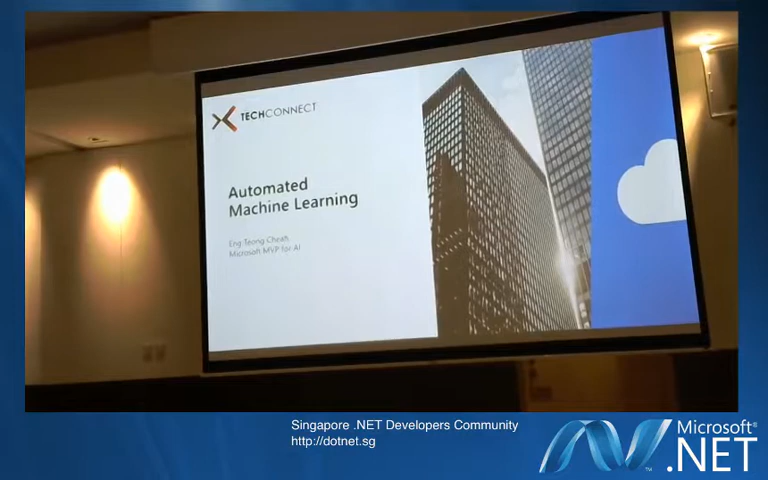 TECHCONNECT
Automated
Machine Learning
Eng Teong Cheah,
Microsoft MVP for AI
Singapore .NET Developers Community
http://dotnet.sg
Microsoft®
.NET
™